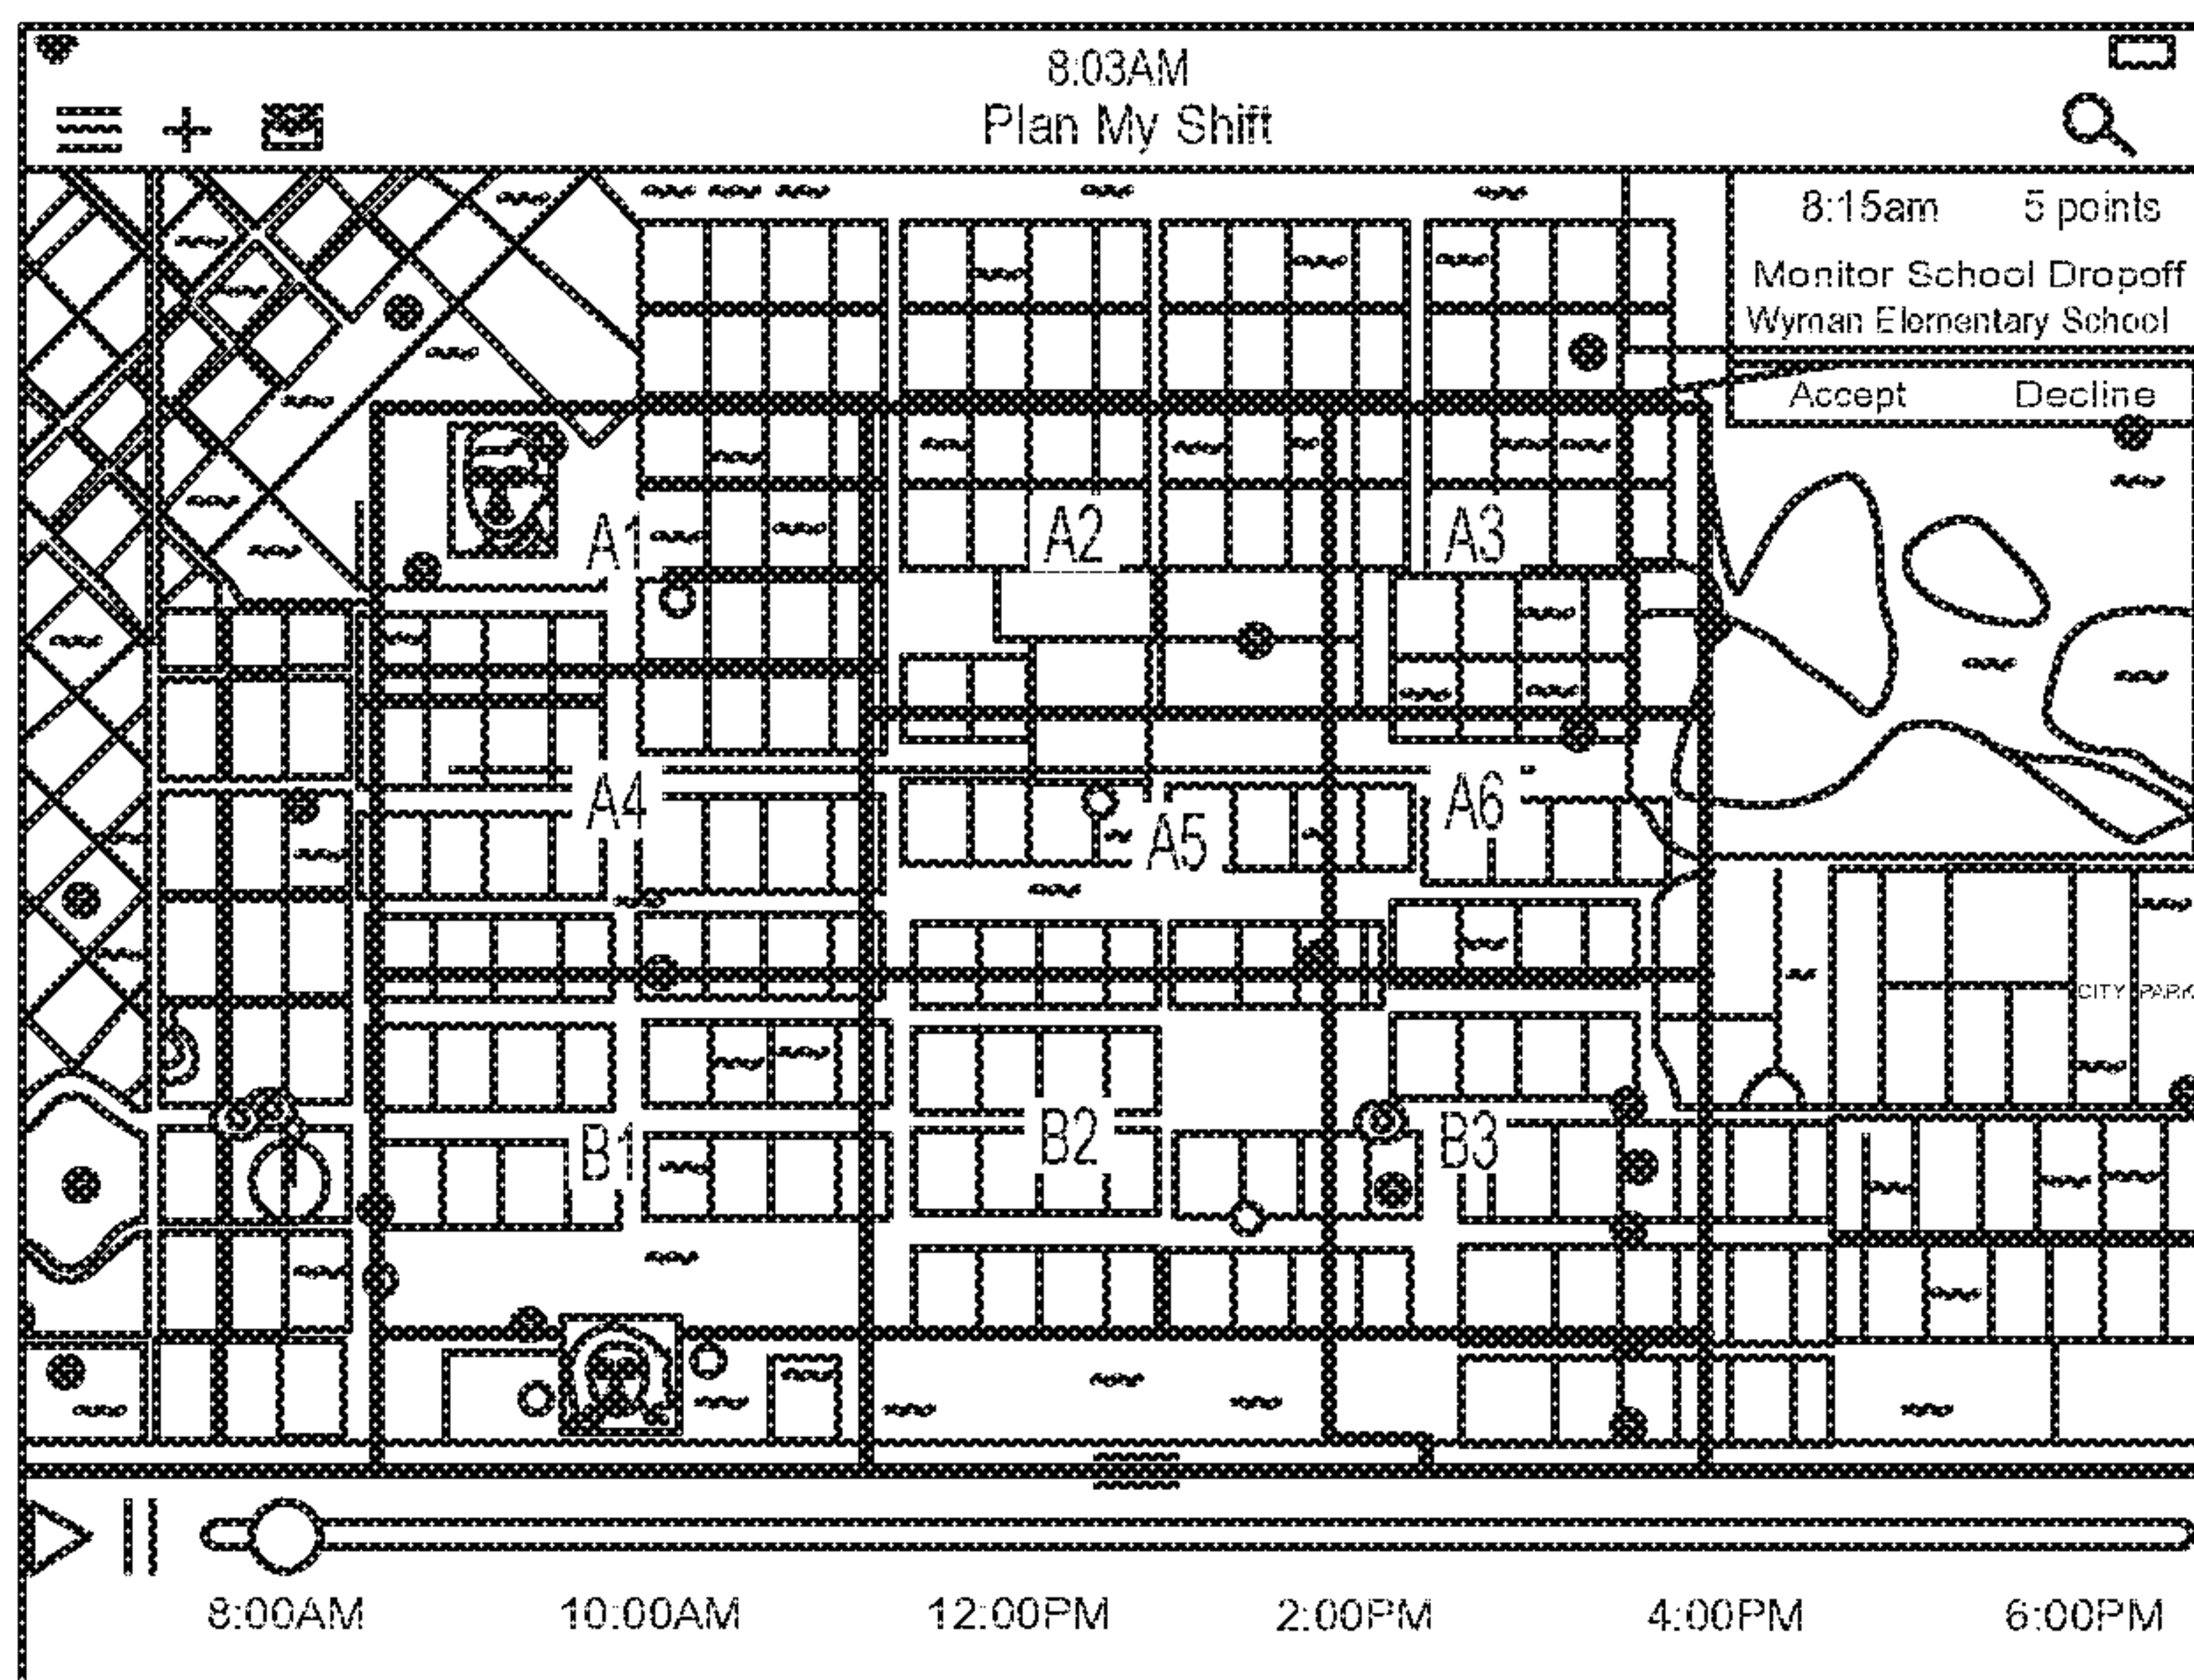 8:03AM
Plan My Shift
8:15am 5 points
Monitor School Dropoff
Wyman Elementary School
Accept Decline
A1 A2 A3
A4 A5 A6
CITY PARK
B1 B2 B3
8:00AM 10:00AM 12:00PM 2:00PM 4:00PM 6:00PM